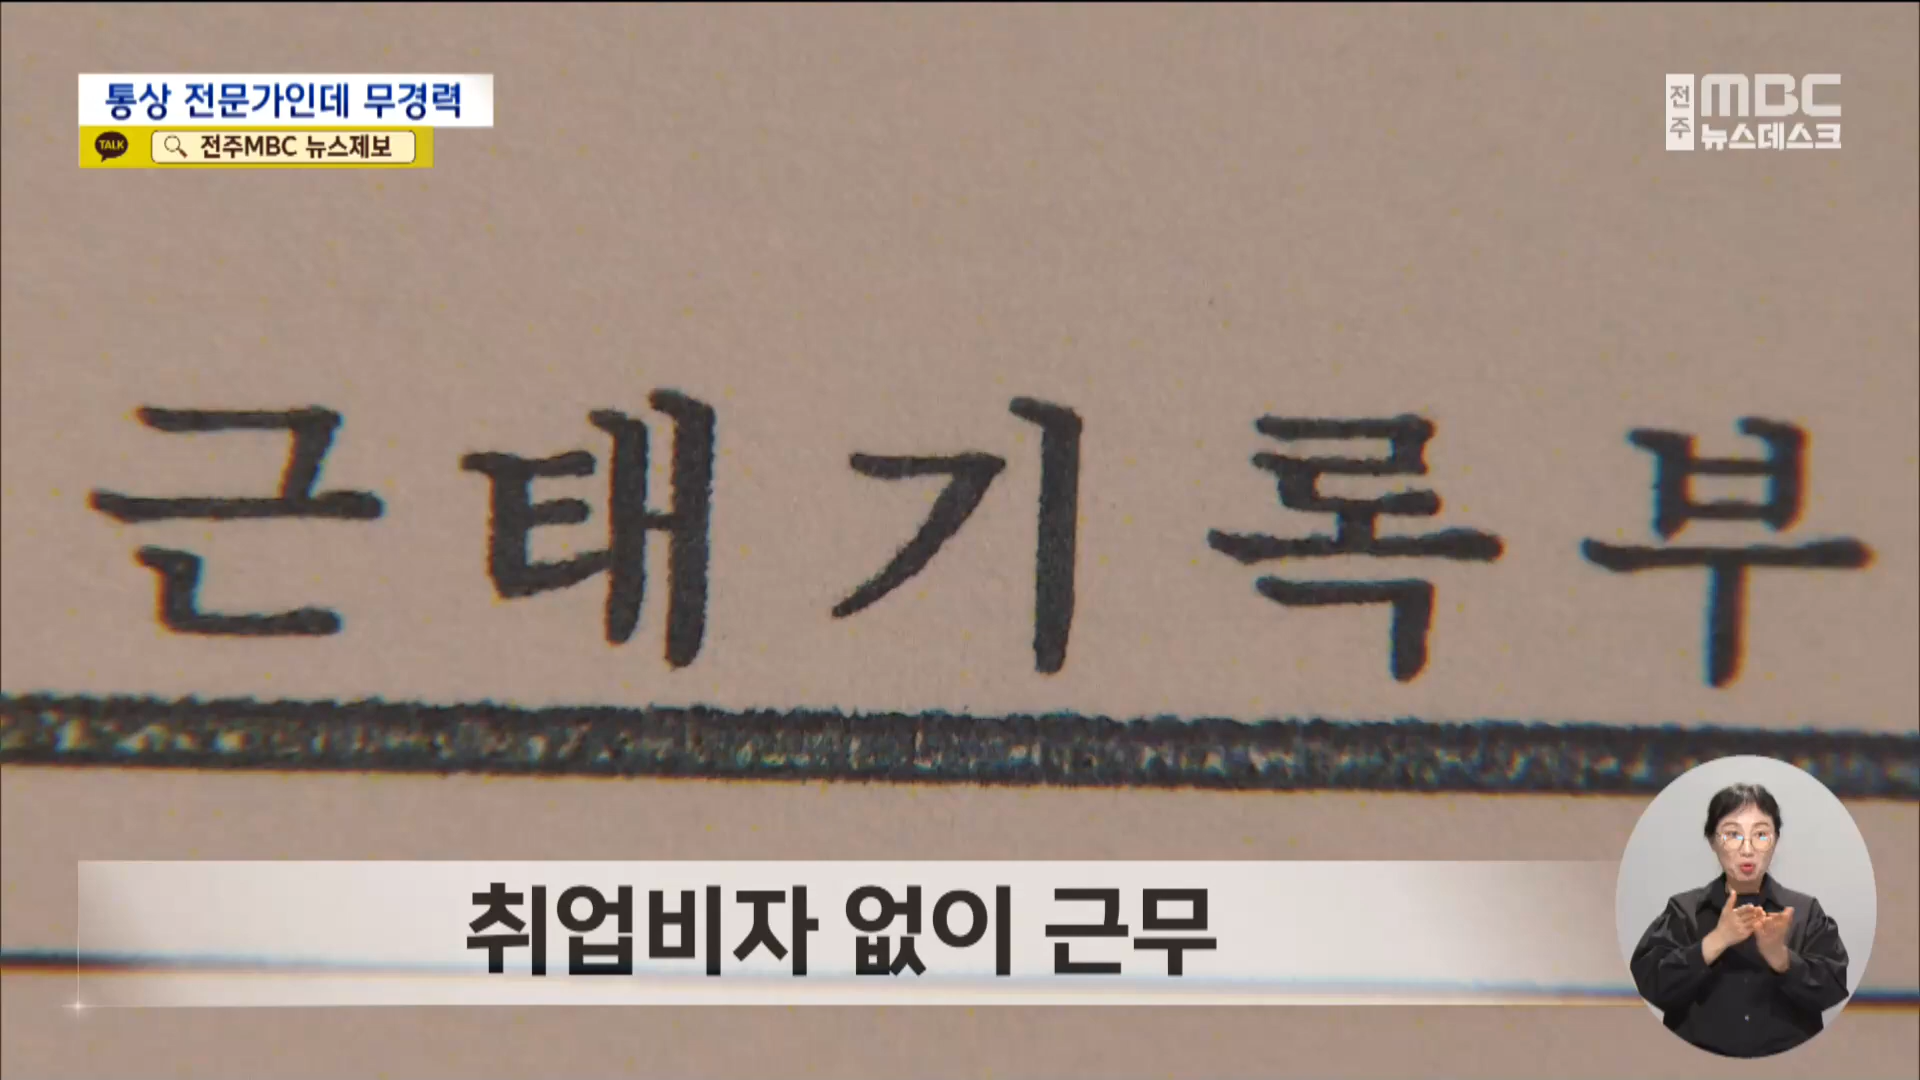 통상 전문가인데 무경력
TALK 전주MBC 뉴스제보
전주 MBC
뉴스데스크
근태기록부
취업비자 없이 근무